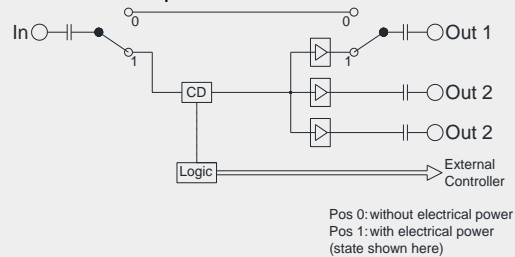 0
0
In
Out 1
1
1
CD
Out 2
Out 2
Logic
External
Controller
Pos 0: without electrical power
Pos 1: with electrical power
(state shown here)